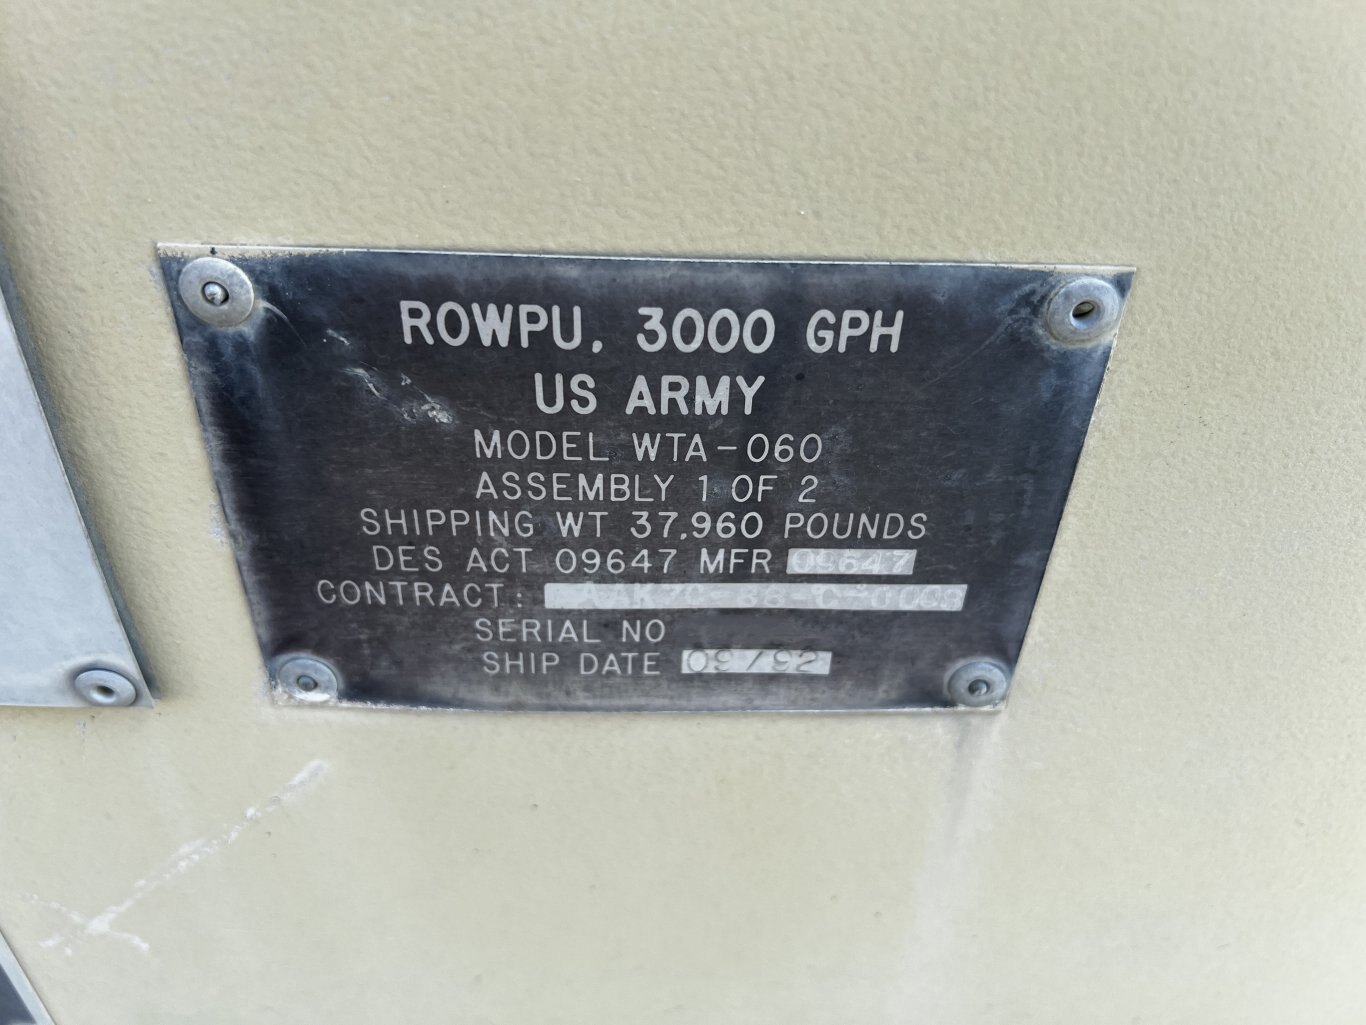 ROWPU, 3000 GPH
US ARMY
MODEL WTA-060
ASSEMBLY 1 OF 2
SHIPPING WT 37,960 POUNDS
DES ACT 09647 MFR 09647
CONTRACT:
SERIAL NO
SHIP DATE 09/92